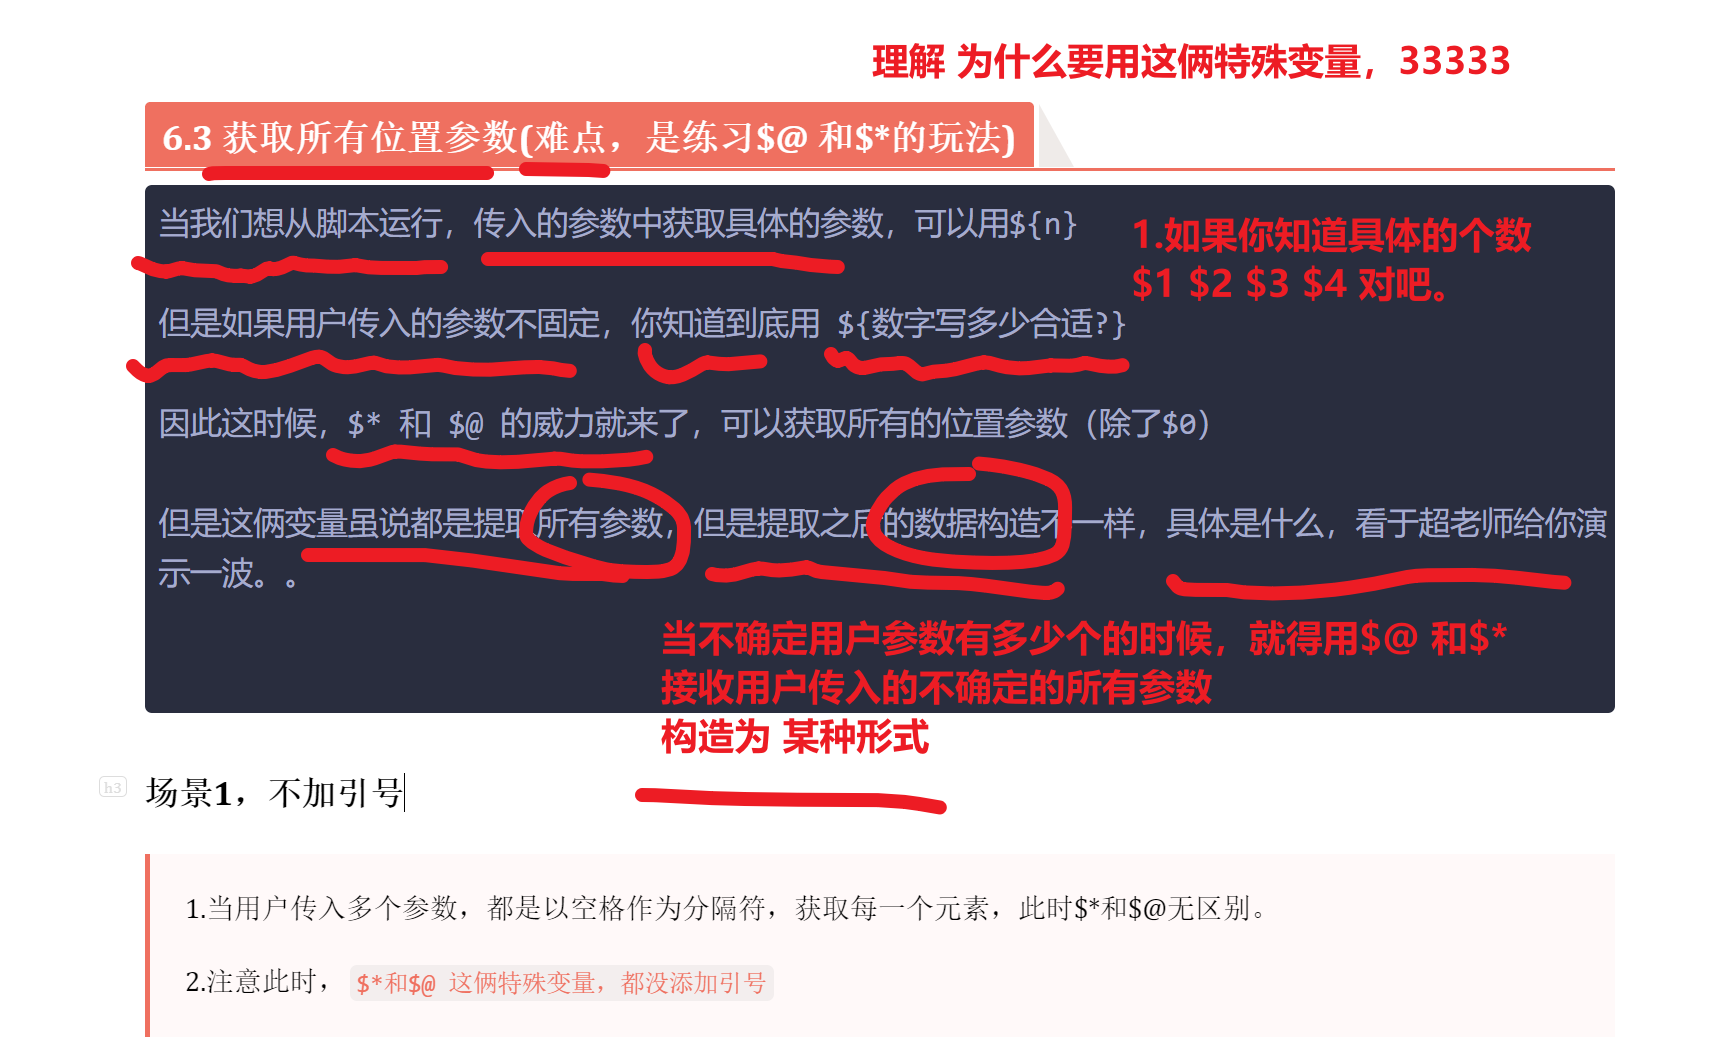 理解 为什么要用这俩特殊变量，33333
6.3 获取所有位置参数(难点，是练习$@ 和$*的玩法)
当我们想从脚本运行，传入的参数中获取具体的参数，可以用${n}
1.如果你知道具体的个数
$1 $2 $3 $4 对吧。
但是如果用户传入的参数不固定，你知道到底用 ${数字写多少合适?}
因此这时候，$* 和 $@ 的威力就来了，可以获取所有的位置参数（除了$0）
但是这俩变量虽说都是提取所有参数，但是提取之后的数据构造不一样，具体是什么，看于超老师给你演
示一波。。
当不确定用户参数有多少个的时候，就得用$@ 和$*
接收用户传入的不确定的所有参数
构造为 某种形式
h3
场景1，不加引号
1.当用户传入多个参数，都是以空格作为分隔符，获取每一个元素，此时$*和$@无区别。
2.注意此时，$*和$@ 这俩特殊变量，都没添加引号